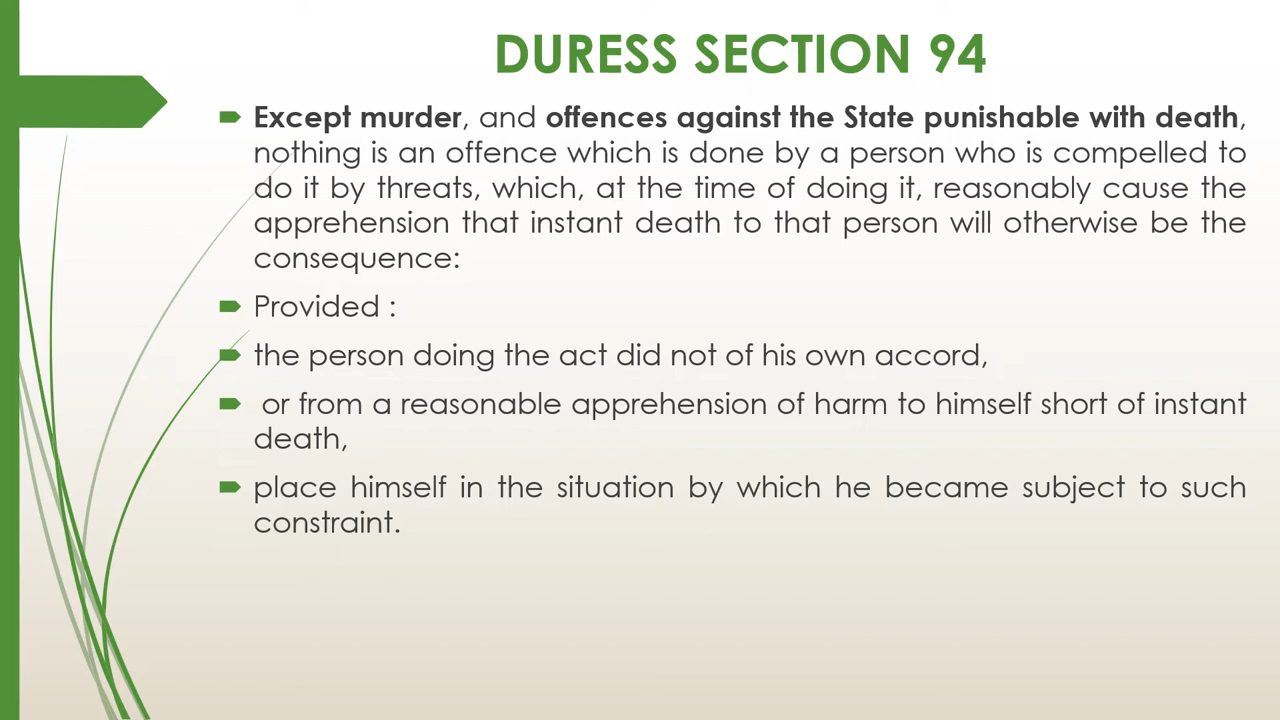 DURESS SECTION 94
Except murder, and offences against the State punishable with death,
nothing is an offence which is done by a person who is compelled to
do it by threats, which, at the time of doing it, reasonably cause the
apprehension that instant death to that person will otherwise be the
consequence:
Provided :
the person doing the act did not of his own accord,
or from a reasonable apprehension of harm to himself short of instant
death,
place himself in the situation by which he became subject to such
constraint.